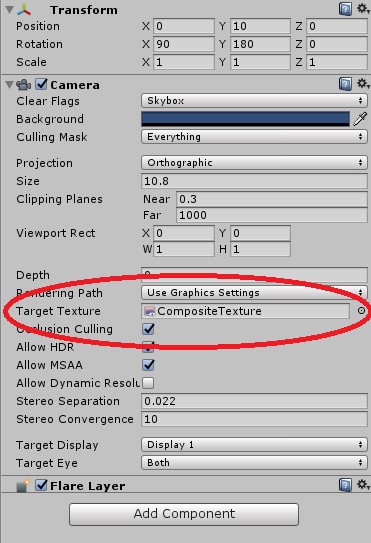 Transform
Position X 0 Y 10 Z 0
Rotation X 90 Y 180 Z 0
Scale X 1 Y 1 Z 1
Camera
Clear Flags Skybox
Background
Culling Mask Everything
Projection Orthographic
Size 10.8
Clipping Planes Near 0.3
Far 1000
Viewport Rect X 0 Y 0
W 1 H 1
Depth
Rendering Path Use Graphics Settings
Target Texture CompositeTexture
Occlusion Culling
Allow HDR
Allow MSAA
Allow Dynamic Resolu
Stereo Separation 0.022
Stereo Convergence 10
Target Display Display 1
Target Eye Both
Flare Layer
Add Component